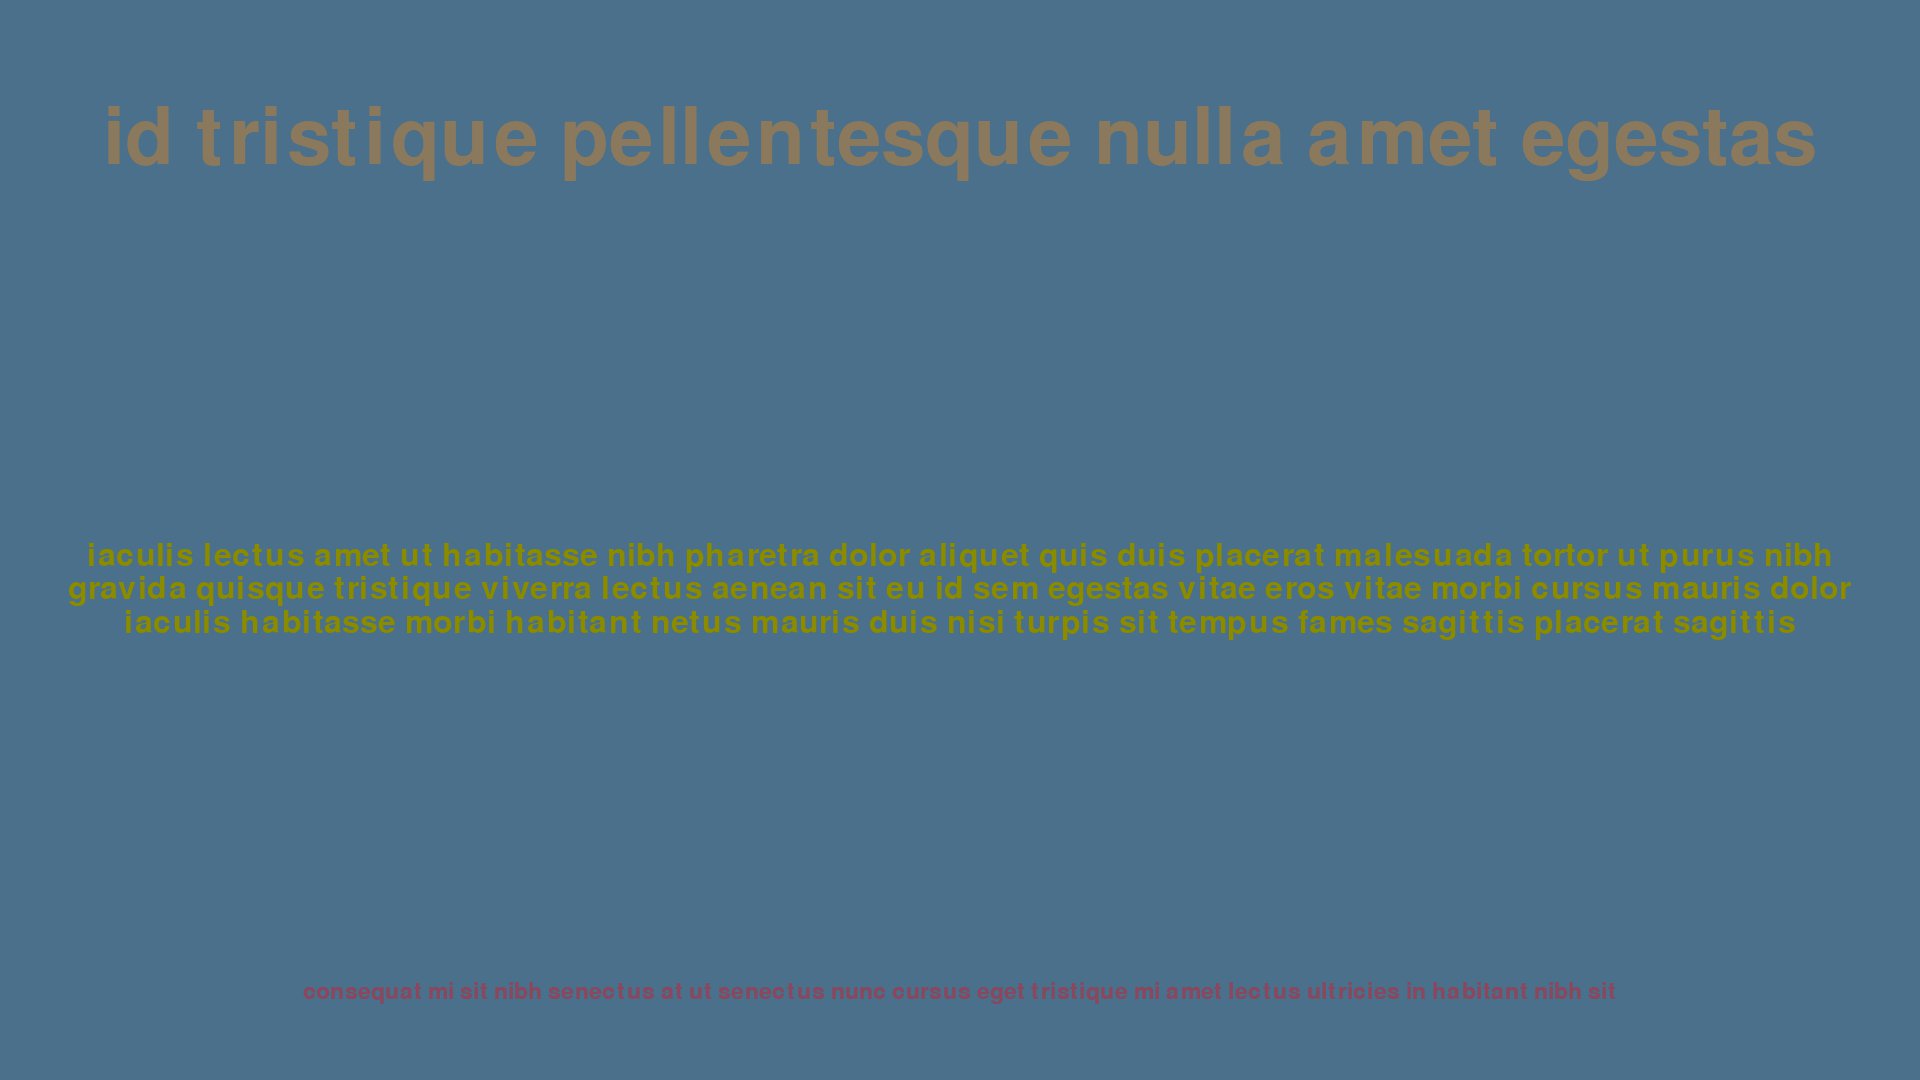 id tristique pellentesque nulla amet egestas
iaculis lectus amet ut habitasse nibh pharetra dolor aliquet quis duis placerat malesuada tortor ut purus nibh
gravida quisque tristique viverra lectus aenean sit eu id sem egestas vitae eros vitae morbi cursus mauris dolor
iaculis habitasse morbi habitant netus mauris duis nisi turpis sit tempus fames sagittis placerat sagittis
consequat mi sit nibh senectus at ut senectus nunc cursus eget tristique mi amet lectus ultricies in habitant nibh sit